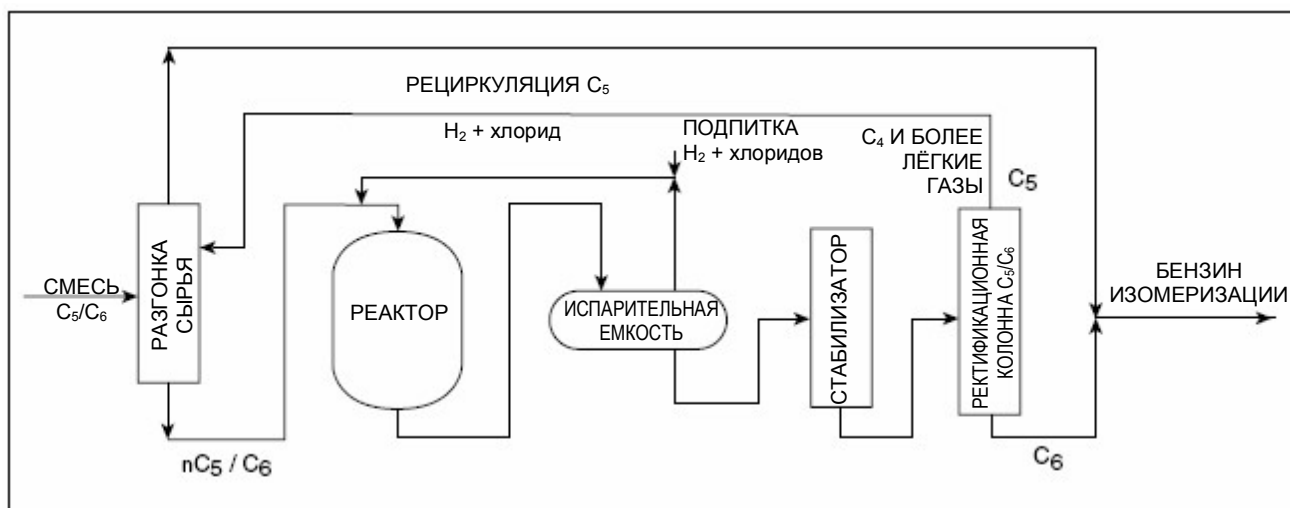 РЕЦИРКУЛЯЦИЯ C₅
H₂ + хлорид
ПОДПИТКА
H₂ + хлоридов
C₄ И БОЛЕЕ
ЛЁГКИЕ
ГАЗЫ
C₅
СМЕСЬ
C₅/C₆
РАЗГОНКА
СЫРЬЯ
РЕАКТОР
ИСПАРИТЕЛЬНАЯ
ЕМКОСТЬ
СТАБИЛИЗАТОР
РЕКТИФИКАЦИОННАЯ
КОЛОННА C₅/C₆
БЕНЗИН
ИЗОМЕРИЗАЦИИ
nC₅ / C₆
C₆